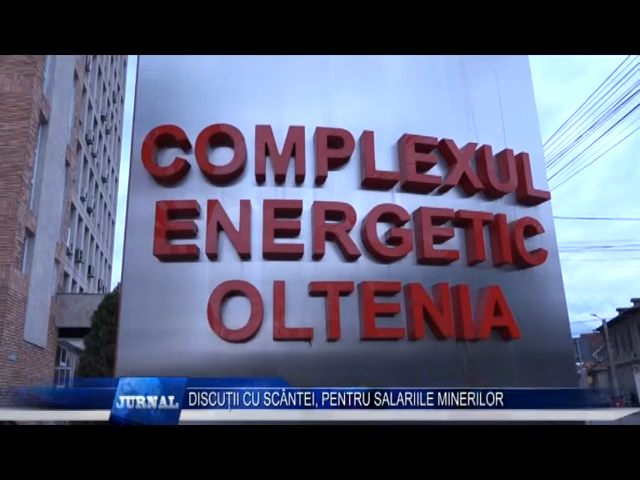 COMPLEXUL
ENERGETIC
OLTENIA
JURNAL
DISCUȚII CU SCÂNTEI, PENTRU SALARIILE MINERILOR